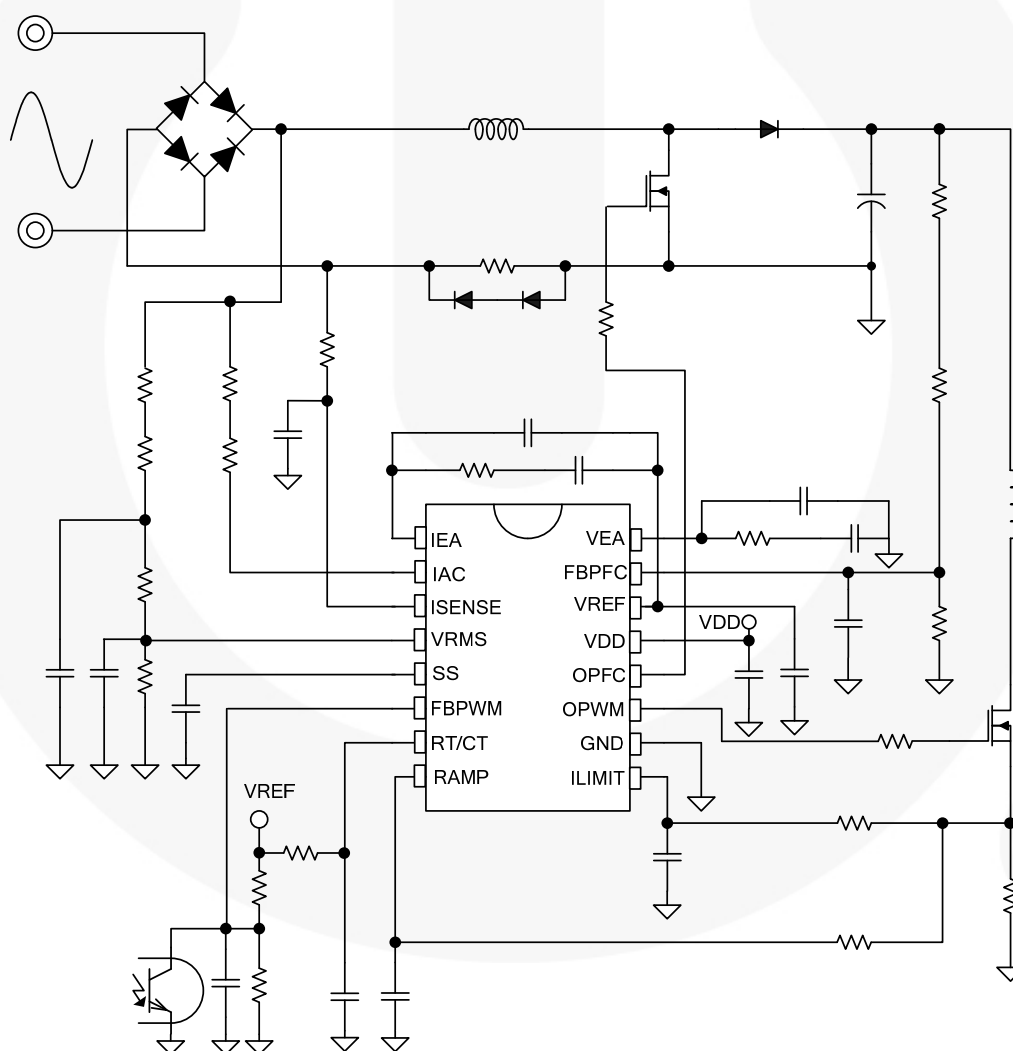 IEA
IAC
ISENSE
VRMS
SS
FBPWM
RT/CT
RAMP
VEA
FBPFC
VREF
VDD
OPFC
OPWM
GND
ILIMIT
VDD
VREF